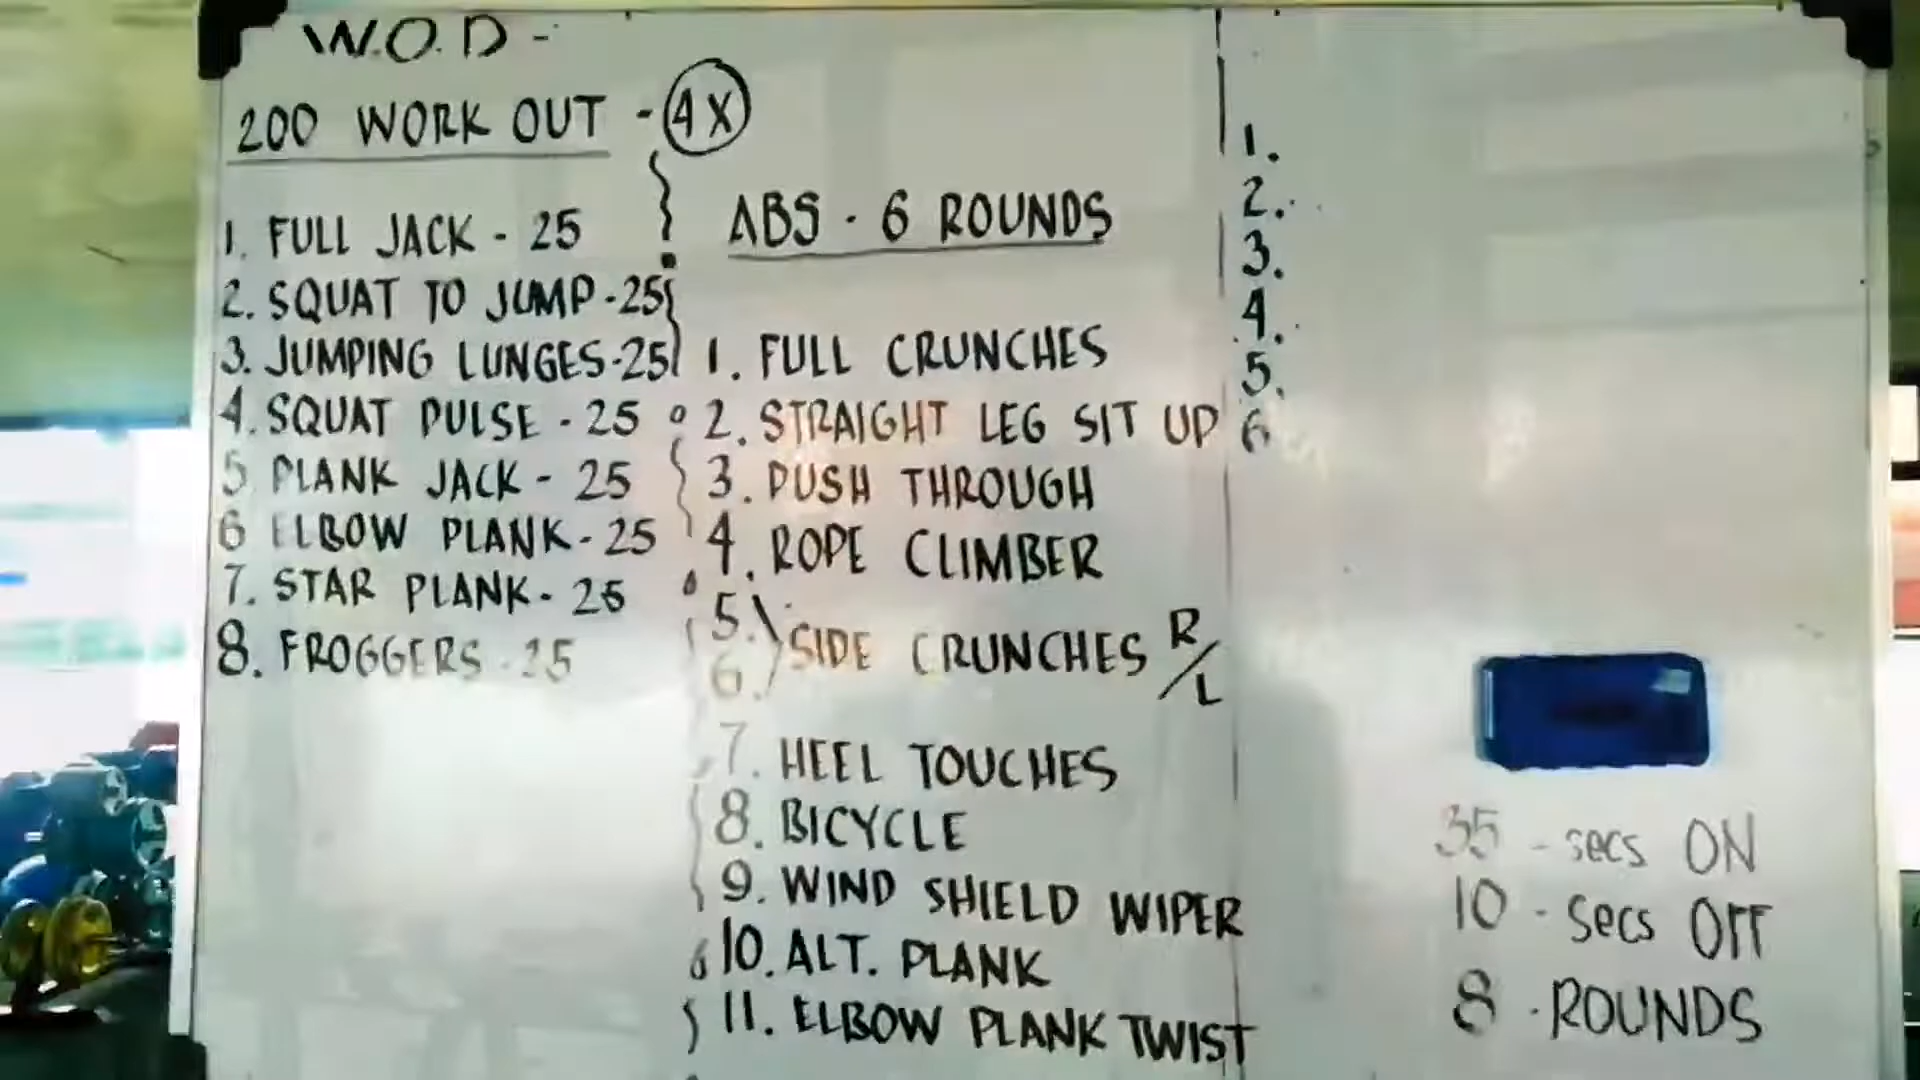 W.O.D -
200 WORK OUT - 4X
1. FULL JACK - 25
2. SQUAT TO JUMP - 25
3. JUMPING LUNGES - 25
4. SQUAT PULSE - 25
5 PLANK JACK - 25
6 ELBOW PLANK - 25
7. STAR PLANK - 25
8. FROGGERS - 25
ABS - 6 ROUNDS
1. FULL CRUNCHES
2. STRAIGHT LEG SIT UP
3. PUSH THROUGH
4. ROPE CLIMBER
5. SIDE CRUNCHES R/L
6.
7. HEEL TOUCHES
8. BICYCLE
9. WIND SHIELD WIPER
10. ALT. PLANK
11. ELBOW PLANK TWIST
1.
2.
3.
4.
5.
6
35 - secs ON
10 - secs OFF
8 - ROUNDS